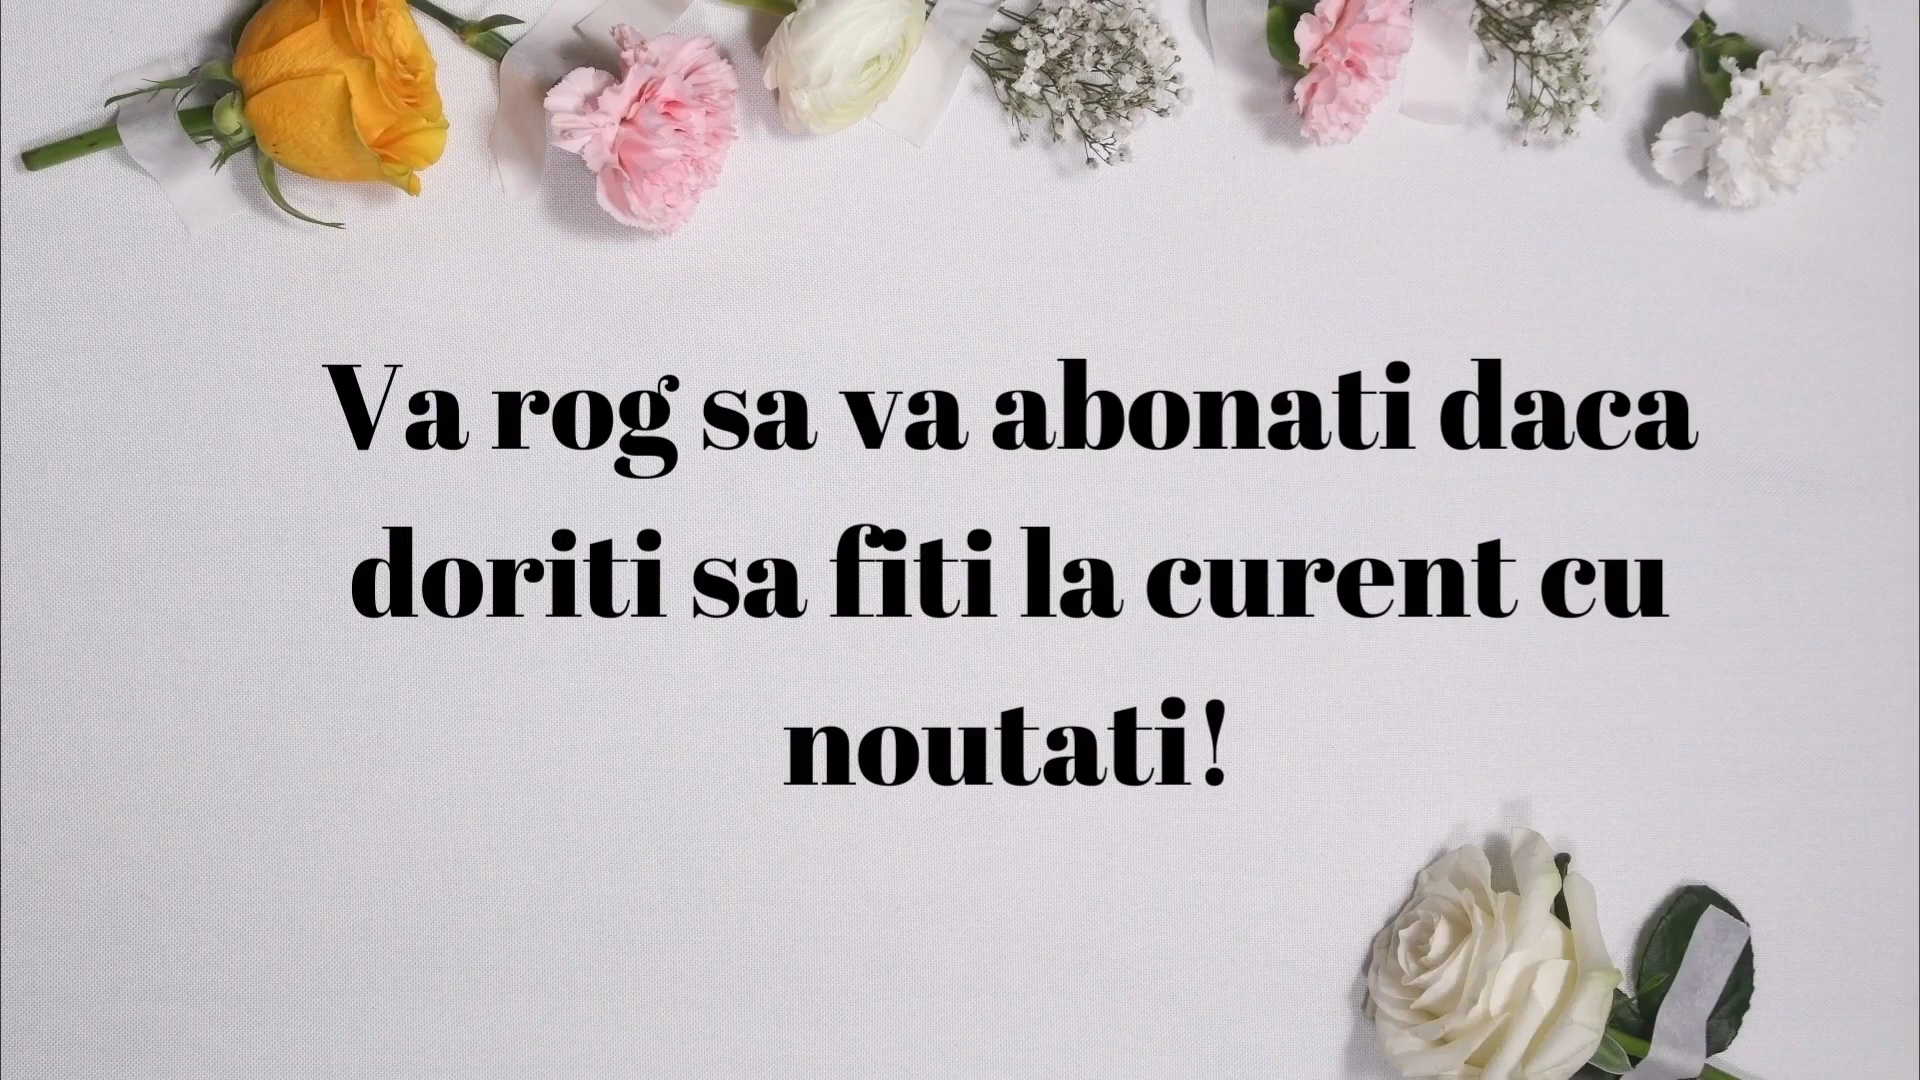 Va rog sa va abonati daca
doriti sa fiti la curent cu
noutati!